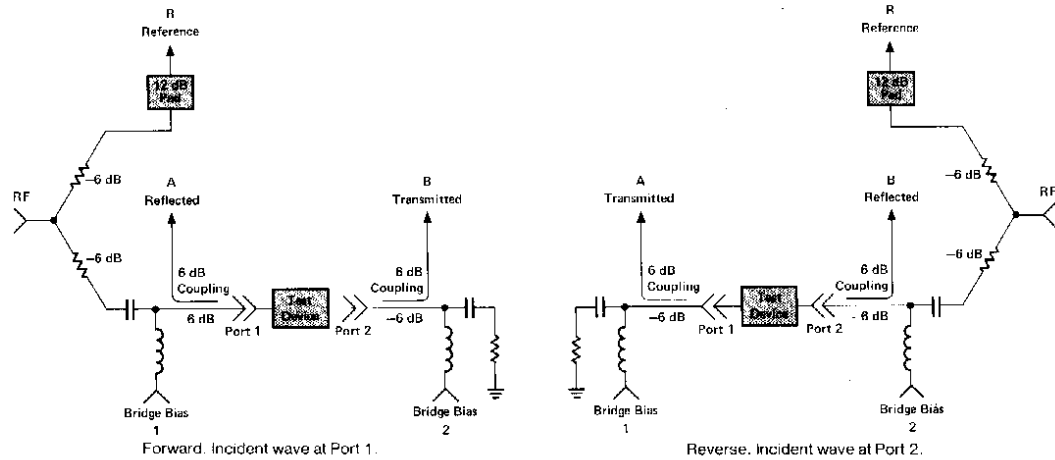 R
Reference
12 dB
Pad
-6 dB
RF
-6 dB
A
Reflected
B
Transmitted
6 dB
Coupling
6 dB
Port 1
Test
Device
Port 2
6 dB
Coupling
-6 dB
Bridge Bias
1
Bridge Bias
2
Forward. Incident wave at Port 1.
R
Reference
12 dB
Pad
-6 dB
RF
-6 dB
A
Transmitted
B
Reflected
6 dB
Coupling
-6 dB
Port 1
Test
Device
Port 2
6 dB
Coupling
- 6 dB
Bridge Bias
1
Bridge Bias
2
Reverse. Incident wave at Port 2.